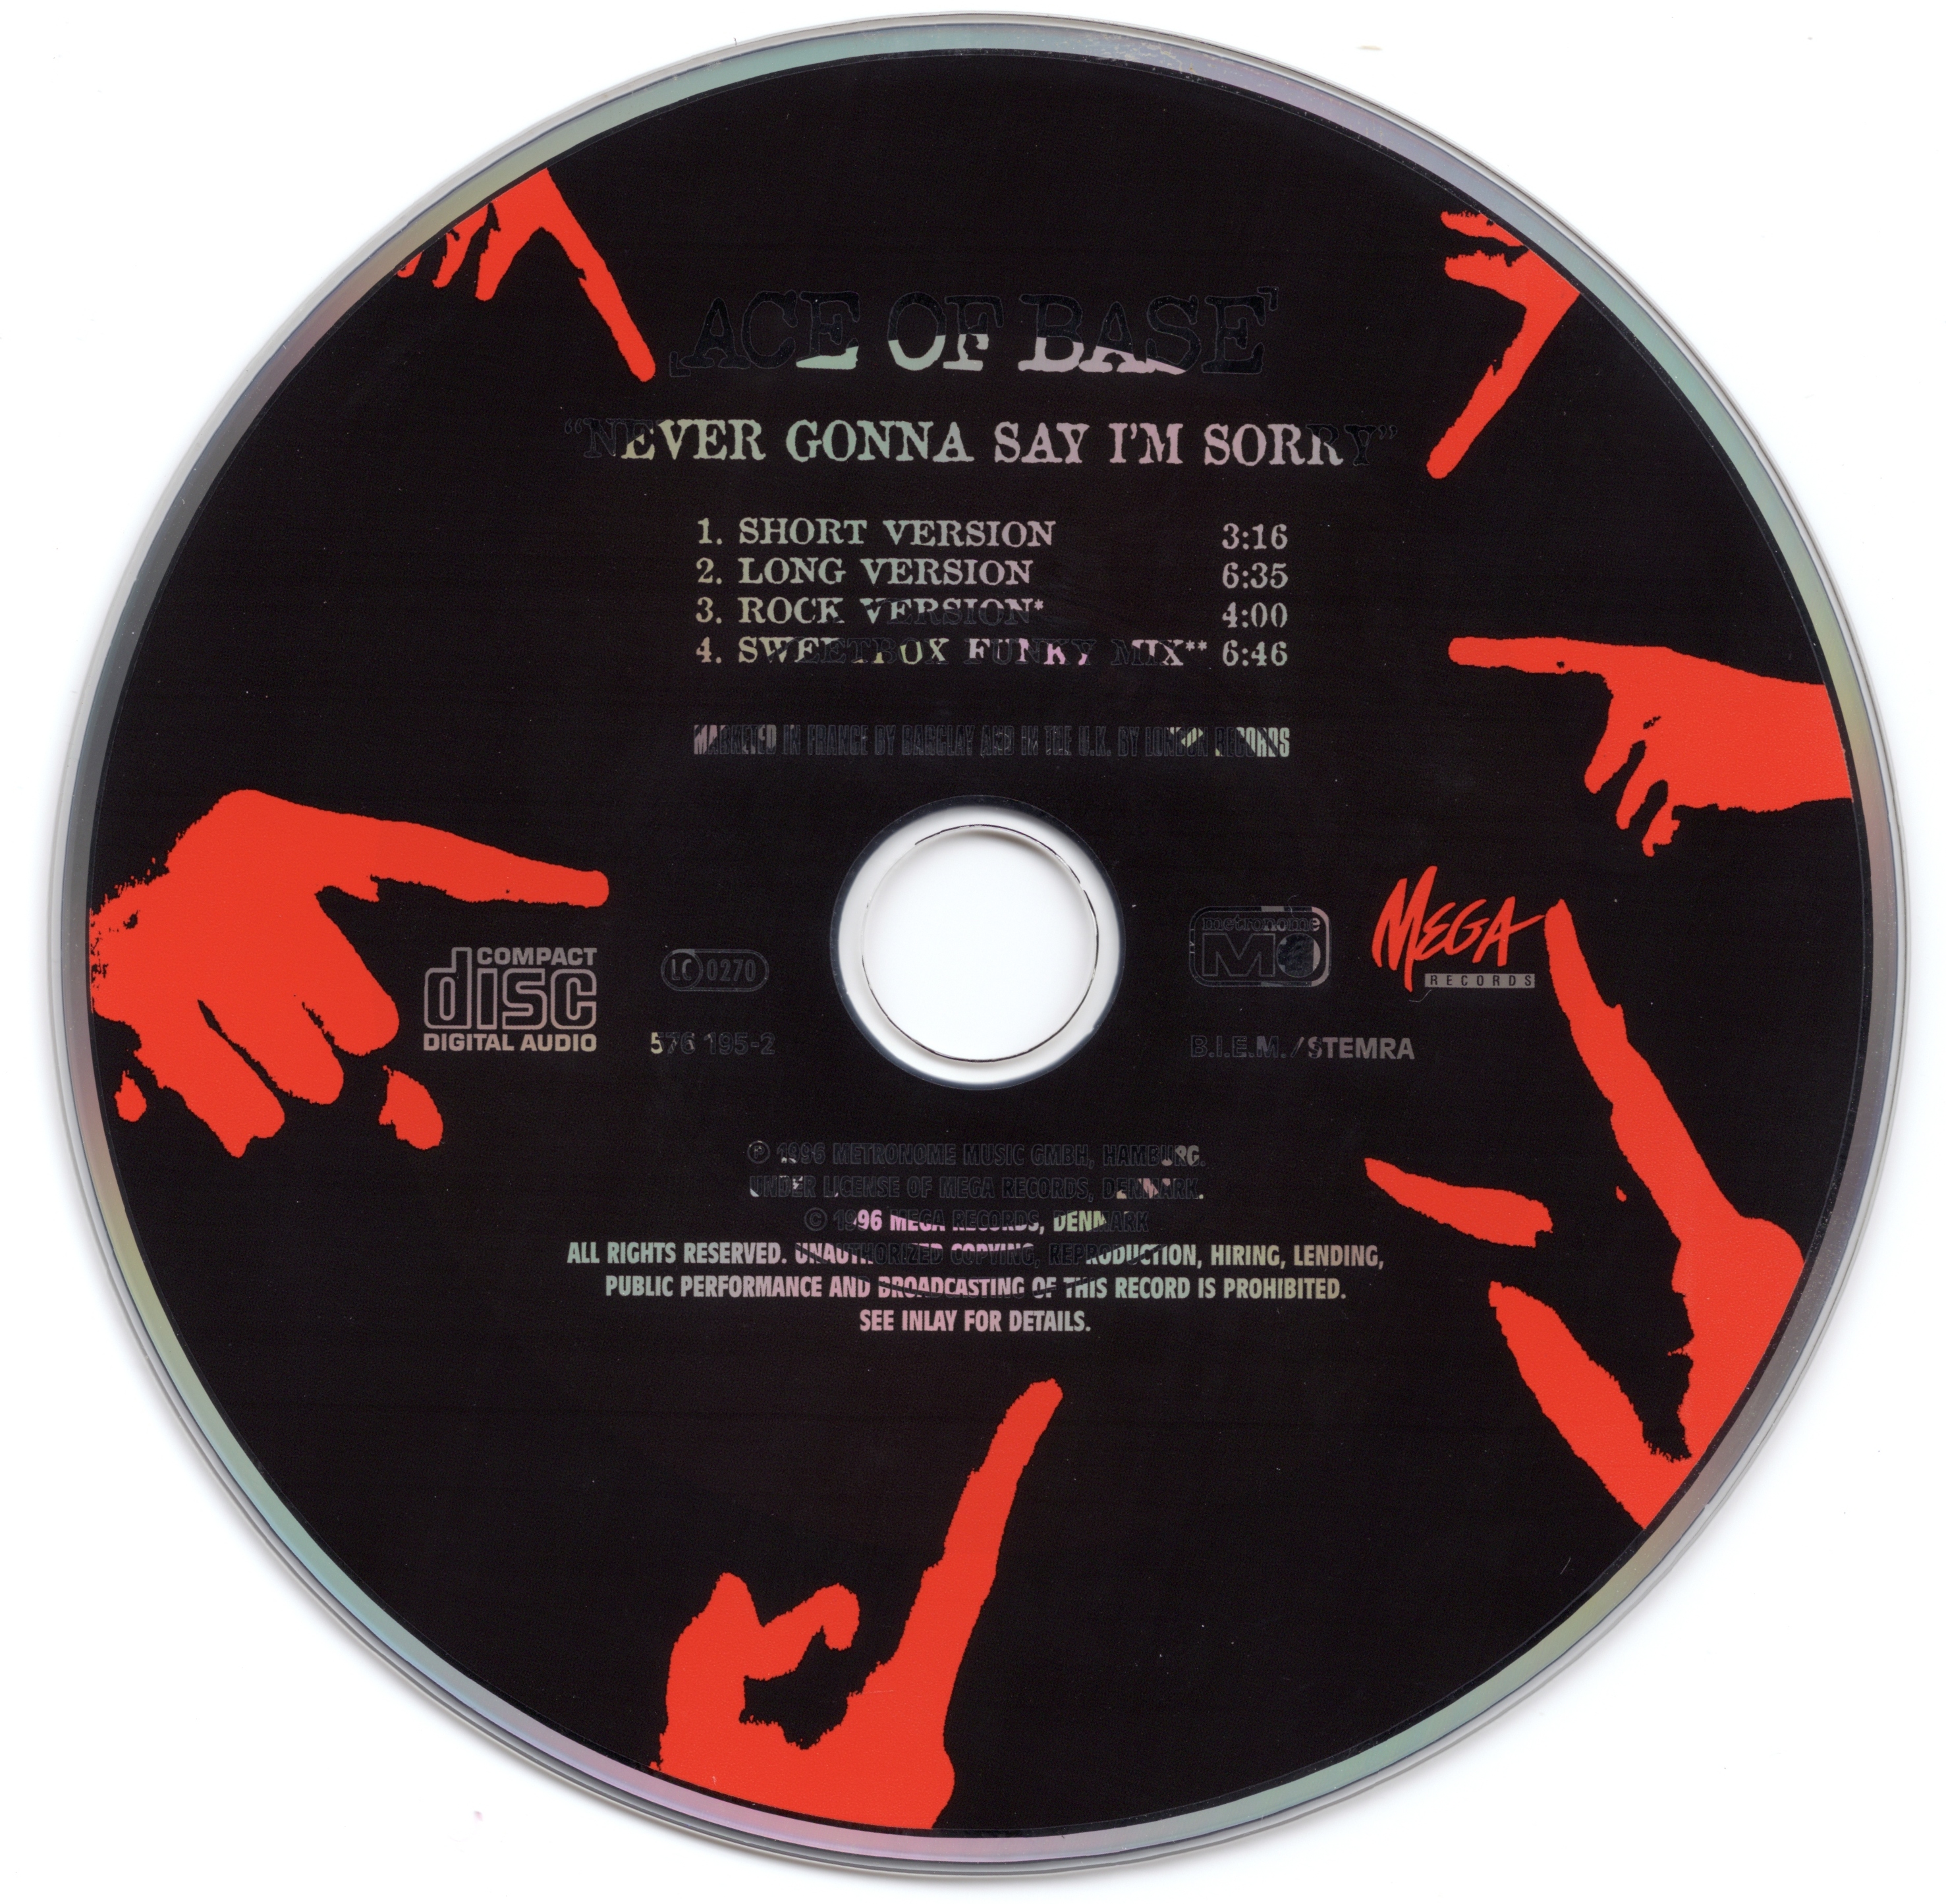 ACE OF BASE
“NEVER GONNA SAY I’M SORRY”
1. SHORT VERSION 3:16
2. LONG VERSION 6:35
3. ROCK VERSION* 4:00
4. SWEETBOX FUNKY MIX** 6:46
MARKETED IN FRANCE BY BARCLAY AND IN THE U.K. BY LONDON RECORDS
COMPACT
disc
DIGITAL AUDIO
LC 0270
576 195-2
metronome
M
MEGA
RECORDS
B.I.E.M./STEMRA
℗ 1996 METRONOME MUSIC GMBH, HAMBURG.
UNDER LICENSE OF MEGA RECORDS, DENMARK.
© 1996 MEGA RECORDS, DENMARK
ALL RIGHTS RESERVED. UNAUTHORIZED COPYING, REPRODUCTION, HIRING, LENDING,
PUBLIC PERFORMANCE AND BROADCASTING OF THIS RECORD IS PROHIBITED.
SEE INLAY FOR DETAILS.